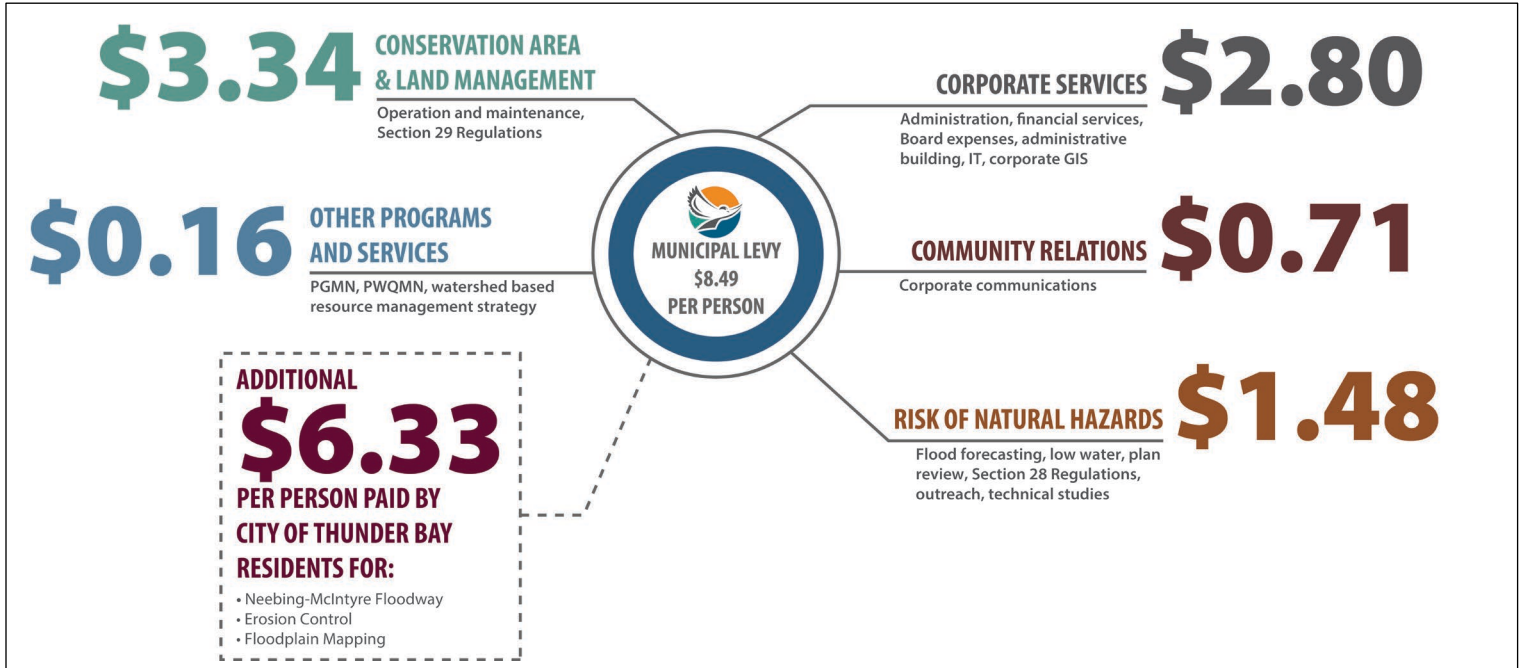 $3.34
CONSERVATION AREA
& LAND MANAGEMENT
Operation and maintenance,
Section 29 Regulations
$0.16
OTHER PROGRAMS
AND SERVICES
PGMN, PWQMN, watershed based
resource management strategy
ADDITIONAL
$6.33
PER PERSON PAID BY
CITY OF THUNDER BAY
RESIDENTS FOR:
• Neebing-McIntyre Floodway
• Erosion Control
• Floodplain Mapping
MUNICIPAL LEVY
$8.49
PER PERSON
CORPORATE SERVICES
$2.80
Administration, financial services,
Board expenses, administrative
building, IT, corporate GIS
COMMUNITY RELATIONS
$0.71
Corporate communications
RISK OF NATURAL HAZARDS
$1.48
Flood forecasting, low water, plan
review, Section 28 Regulations,
outreach, technical studies